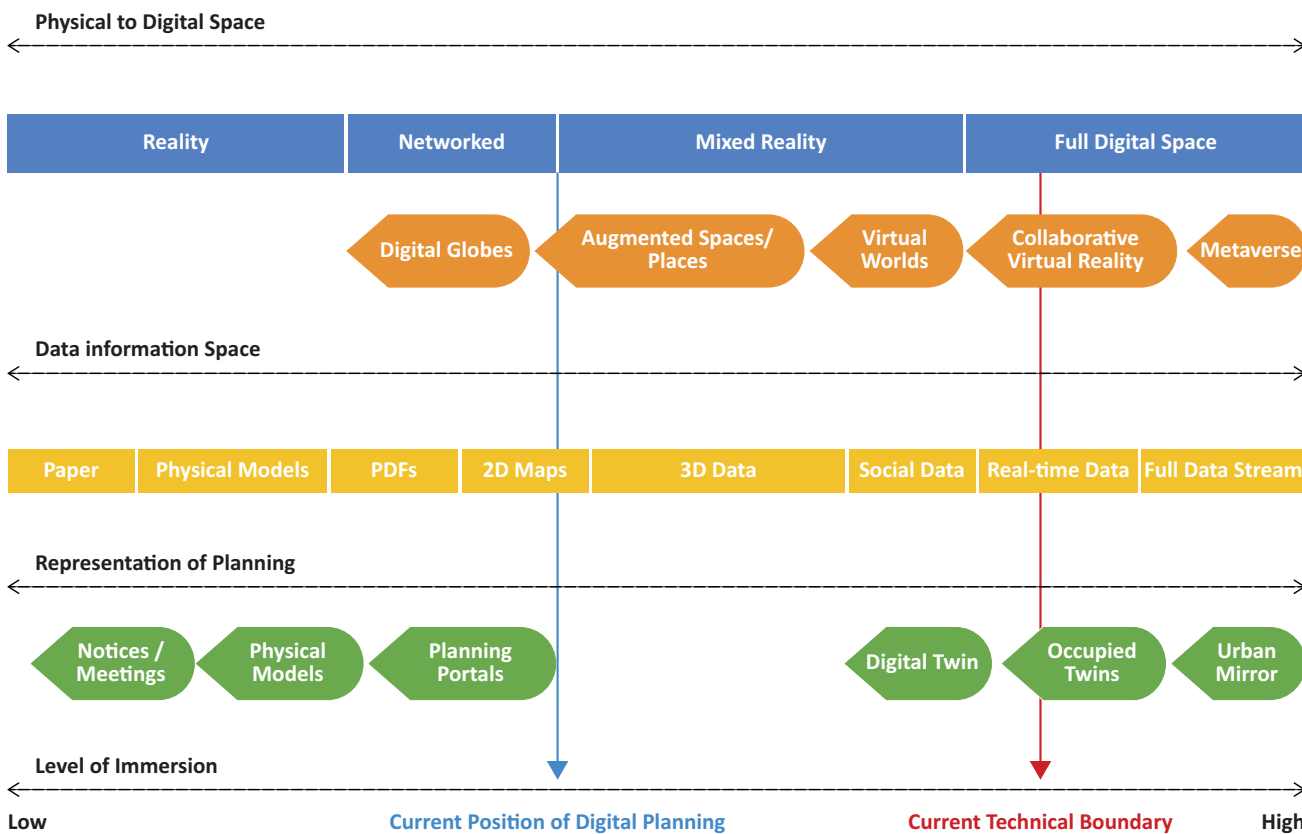 Physical to Digital Space
Reality
Networked
Mixed Reality
Full Digital Space
Digital Globes
Augmented Spaces/
Places
Virtual
Worlds
Collaborative
Virtual Reality
Metaverse
Data information Space
Paper
Physical Models
PDFs
2D Maps
3D Data
Social Data
Real-time Data
Full Data Stream
Representation of Planning
Notices /
Meetings
Physical
Models
Planning
Portals
Digital Twin
Occupied
Twins
Urban
Mirror
Level of Immersion
Low
Current Position of Digital Planning
Current Technical Boundary
High